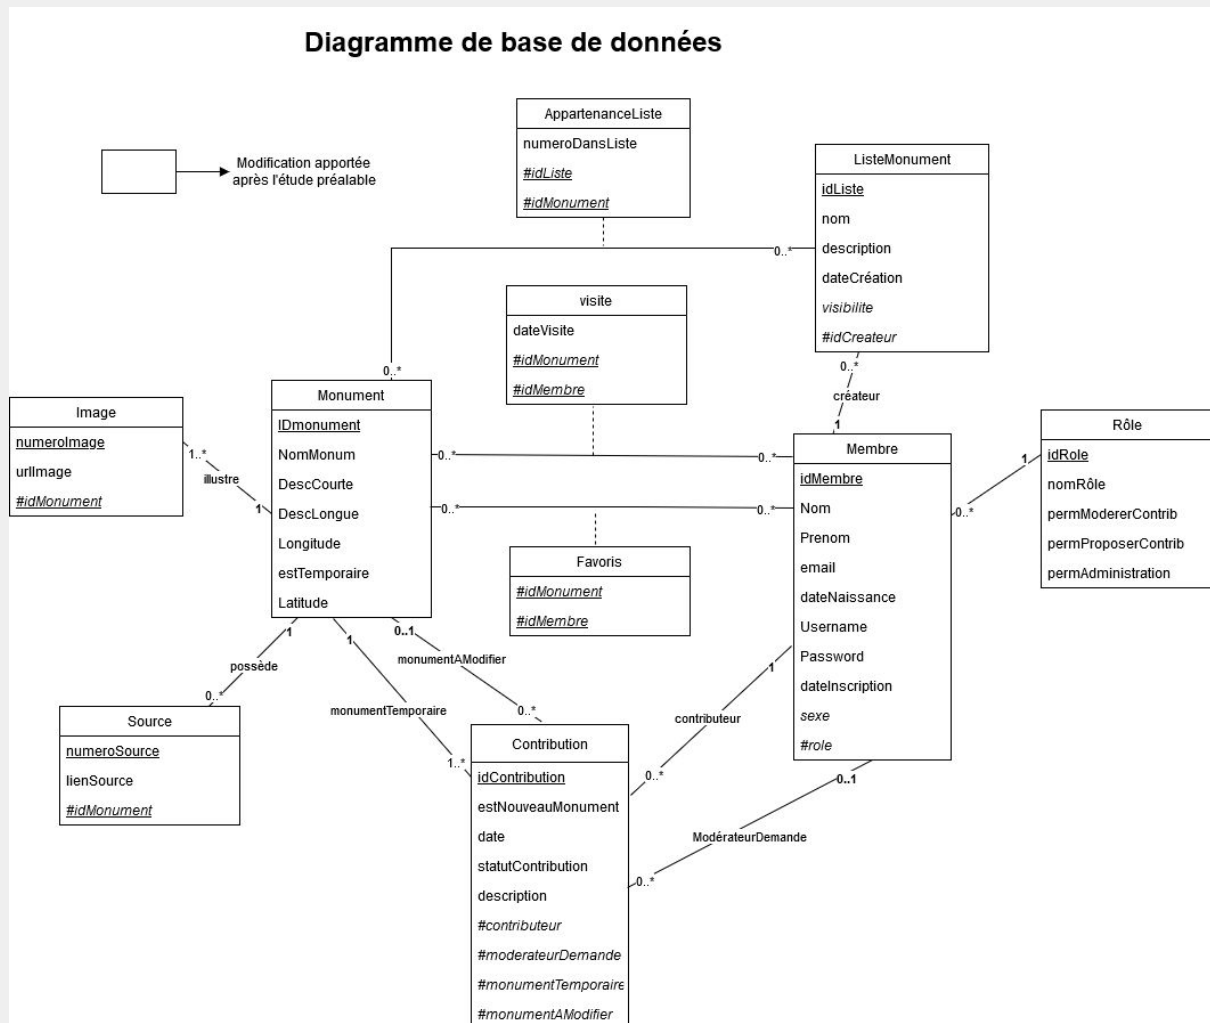 Diagramme de base de données
Modification apportée
après l'étude préalable
AppartenanceListe
numeroDansListe
#idListe
#idMonument
ListeMonument
idListe
nom
description
dateCréation
visibilite
#idCreateur
0..*
0..*
visite
dateVisite
#idMonument
#idMembre
0..*
créateur
1
Image
numeroImage
urlImage
#idMonument
1..*
illustre
1
Monument
IDmonument
NomMonum
DescCourte
DescLongue
Longitude
estTemporaire
Latitude
0..*
0..*
0..*
0..*
Favoris
#idMonument
#idMembre
Membre
idMembre
Nom
Prenom
email
dateNaissance
Username
Password
dateInscription
sexe
#role
1
0..*
Rôle
idRole
nomRôle
permModererContrib
permProposerContrib
permAdministration
1
possède
0..*
1
monumentTemporaire
1..*
0..1
monumentAModifier
0..*
1
contributeur
0..*
0..1
ModérateurDemande
0..*
Source
numeroSource
lienSource
#idMonument
Contribution
idContribution
estNouveauMonument
date
statutContribution
description
#contributeur
#moderateurDemande
#monumentTemporaire
#monumentAModifier